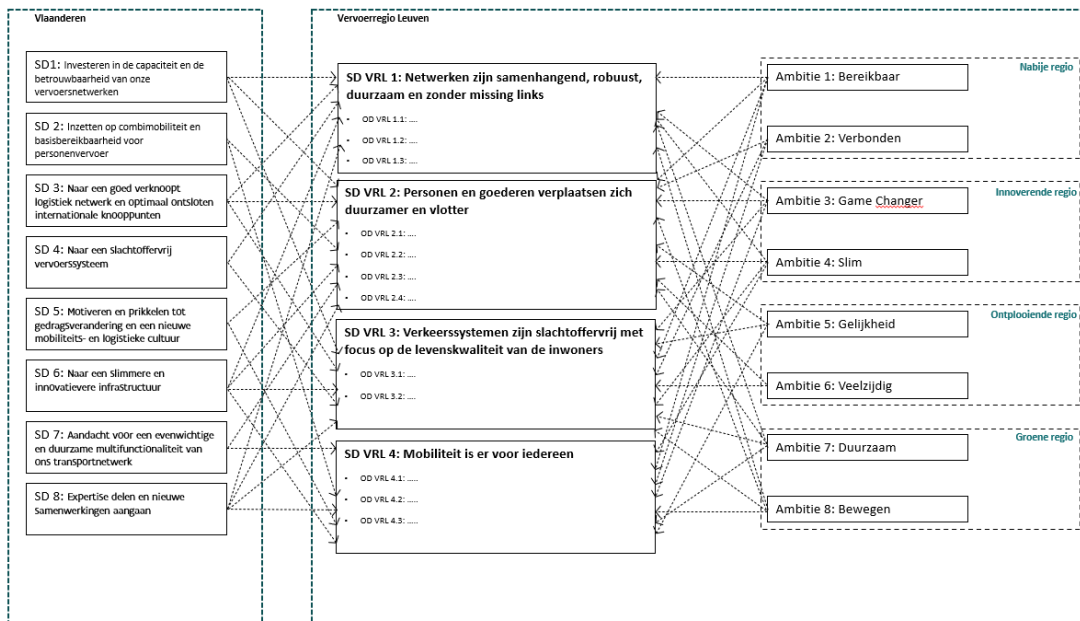 Vlaanderen
SD1: Investeren in de capaciteit en de
betrouwbaarheid van onze
vervoersnetwerken
SD 2: Inzetten op combimobiliteit en
basisbereikbaarheid voor
personenvervoer
SD 3: Naar een goed verknoopt
logistiek netwerk en optimaal ontsloten
internationale knooppunten
SD 4: Naar een slachtoffervrij
vervoerssysteem
SD 5: Motiveren en prikkelen tot
gedragsverandering en een nieuwe
mobiliteits- en logistieke cultuur
SD 6: Naar een slimmere en
innovatievere infrastructuur
SD 7: Aandacht voor een evenwichtige
en duurzame multifunctionaliteit van
ons transportnetwerk
SD 8: Expertise delen en nieuwe
samenwerkingen aangaan
Vervoerregio Leuven
SD VRL 1: Netwerken zijn samenhangend, robuust,
duurzaam en zonder missing links
• OD VRL 1.1: ....
• OD VRL 1.2: ....
• OD VRL 1.3: ....
SD VRL 2: Personen en goederen verplaatsen zich
duurzamer en vlotter
• OD VRL 2.1: ....
• OD VRL 2.2: ....
• OD VRL 2.3: ....
• OD VRL 2.4: ....
SD VRL 3: Verkeerssystemen zijn slachtoffervrij met
focus op de levenskwaliteit van de inwoners
• OD VRL 3.1: ....
• OD VRL 3.2: ....
SD VRL 4: Mobiliteit is er voor iedereen
• OD VRL 4.1: .....
• OD VRL 4.2: .....
• OD VRL 4.3: .....
Nabije regio
Ambitie 1: Bereikbaar
Ambitie 2: Verbonden
Innoverende regio
Ambitie 3: Game Changer
Ambitie 4: Slim
Ontplooiende regio
Ambitie 5: Gelijkheid
Ambitie 6: Veelzijdig
Groene regio
Ambitie 7: Duurzaam
Ambitie 8: Bewegen